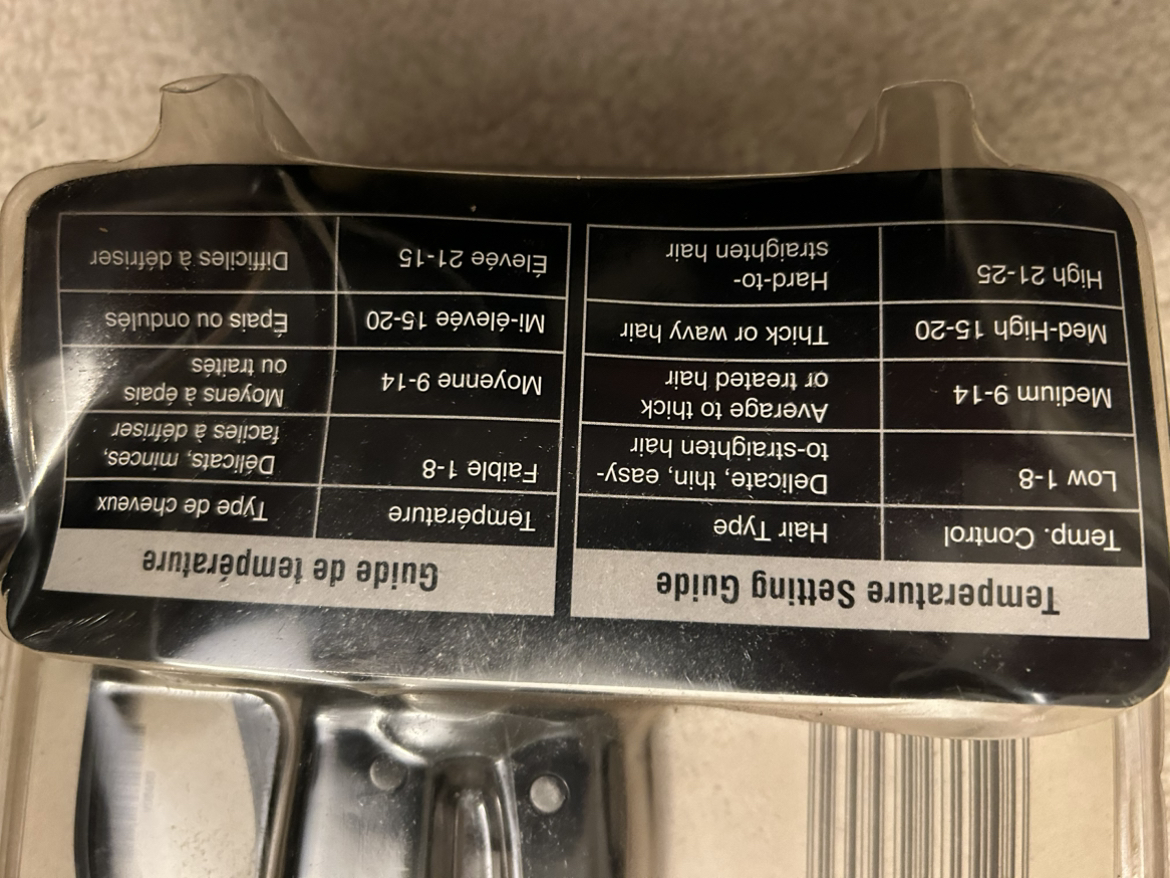 Temperature Setting Guide
Temp. Control Hair Type
Low 1-8 Delicate, thin, easy-
to-straighten hair
Medium 9-14 Average to thick
or treated hair
Med-High 15-20 Thick or wavy hair
High 21-25 Hard-to-
straighten hair
Guide de température
Température Type de cheveux
Faible 1-8 Délicats, minces,
faciles à défriser
Moyenne 9-14 Moyens à épais
ou traités
Mi-élevée 15-20 Épais ou ondulés
Élevée 21-15 Difficiles à défriser